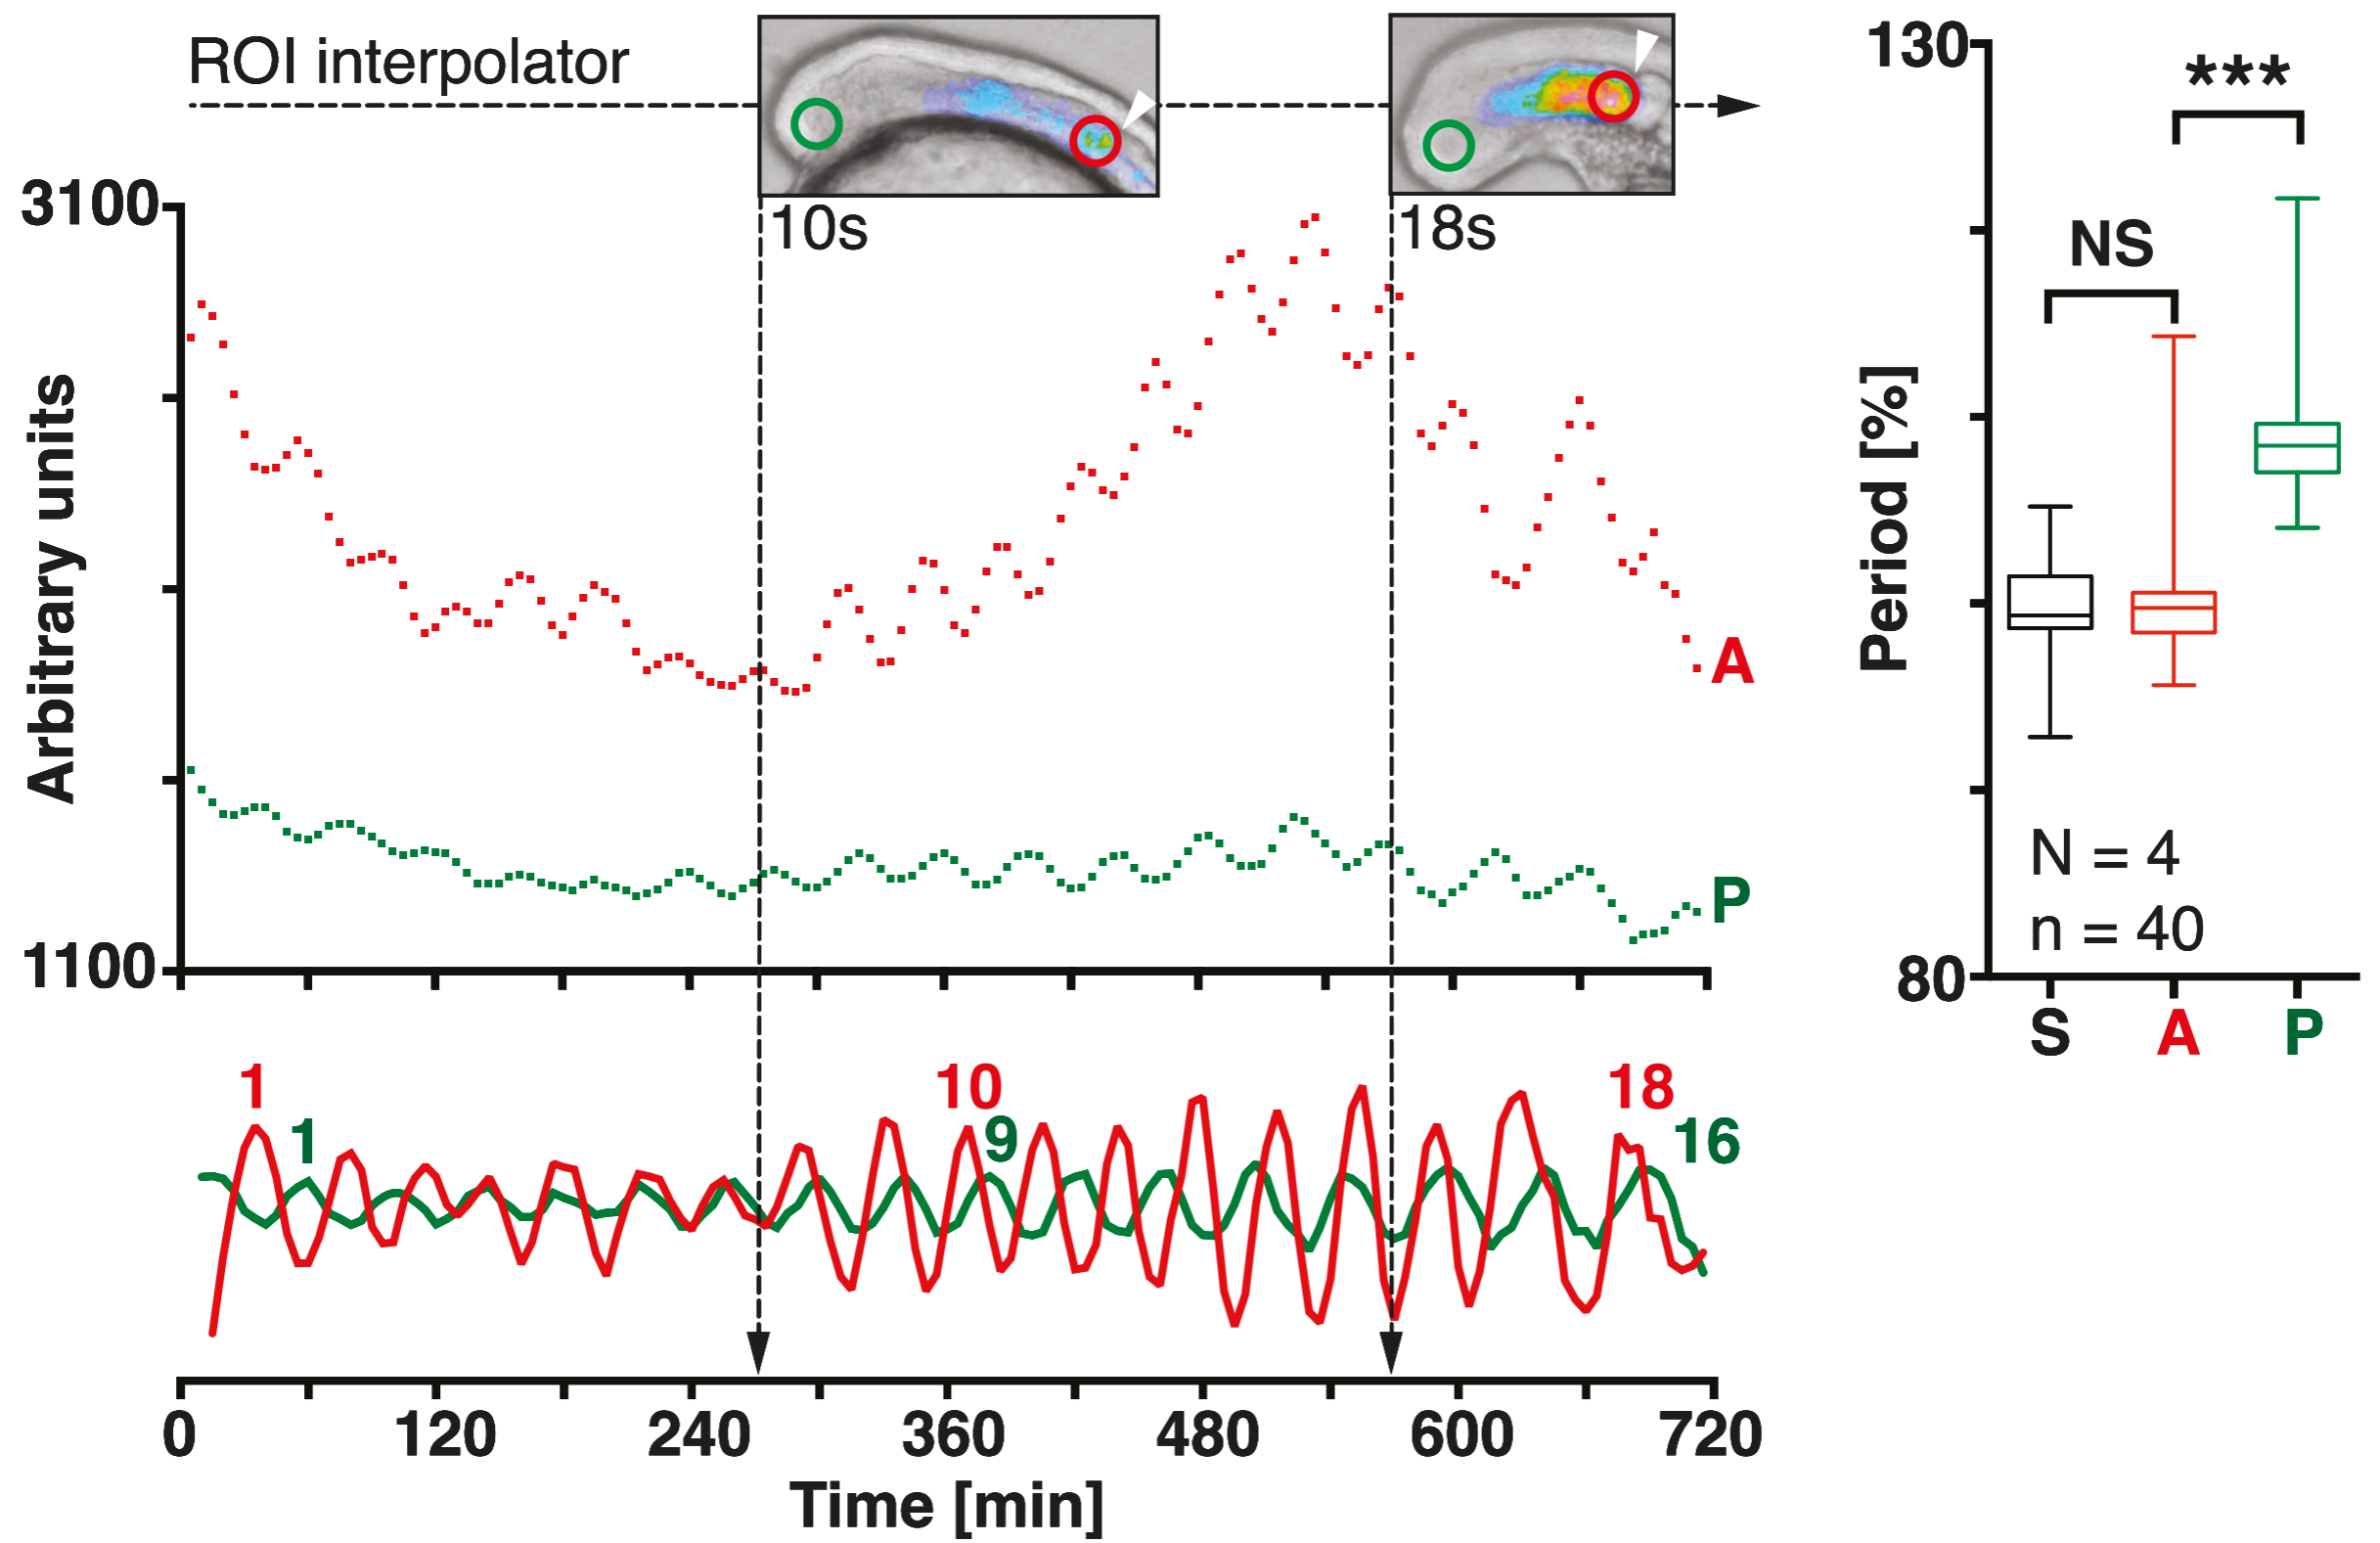 ROI interpolator
10s
18s
3100
1100
Arbitrary units
A
P
1
1
10
9
18
16
0 120 240 360 480 600 720
Time [min]
130
80
Period [%]
NS
***
N = 4
n = 40
S A P